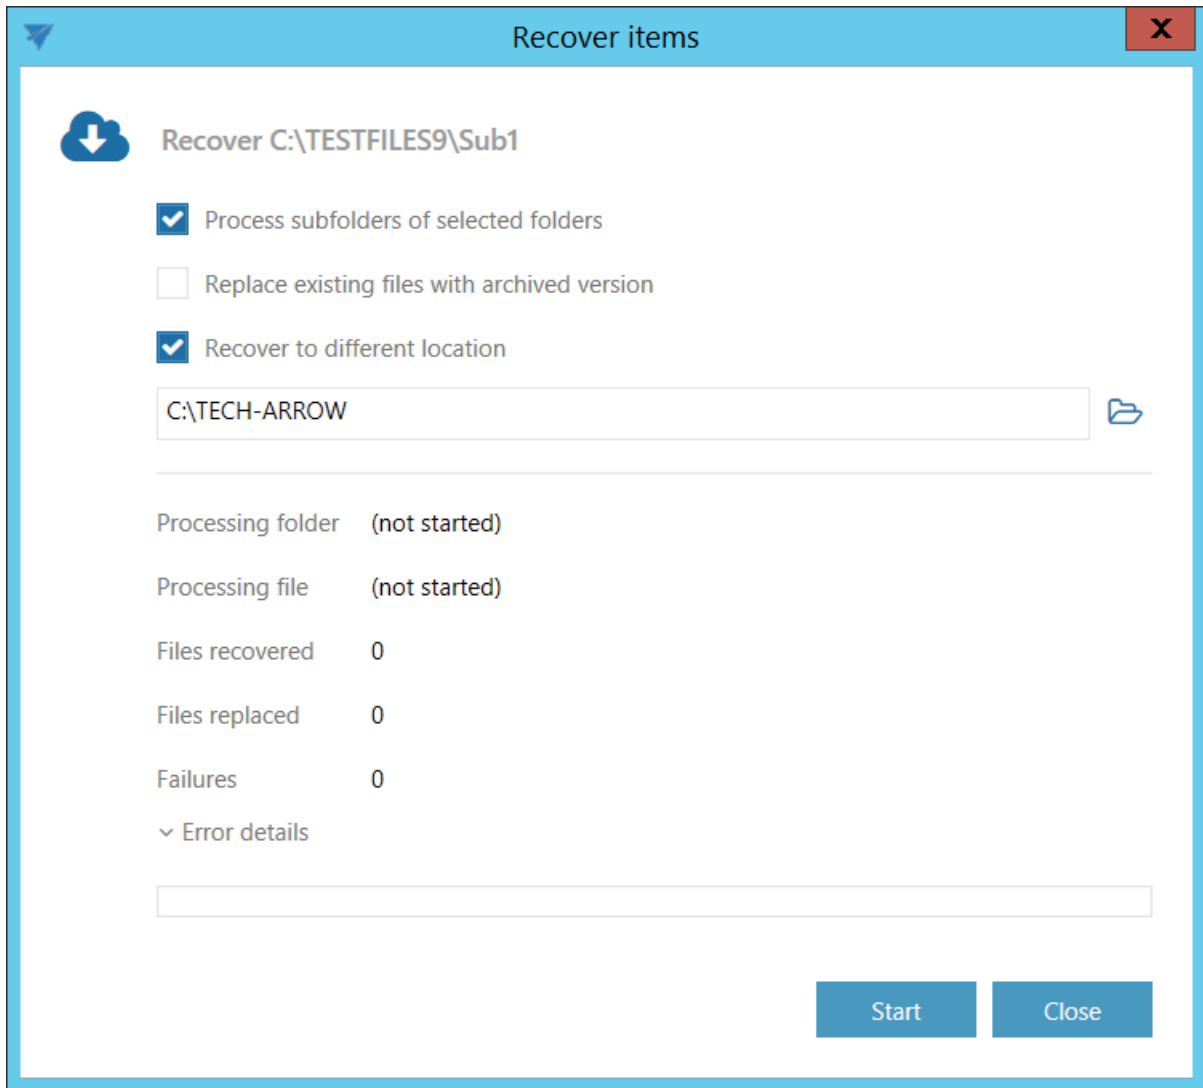 Recover items
X
Recover C:\TESTFILES9\Sub1
Process subfolders of selected folders
Replace existing files with archived version
Recover to different location
C:\TECH-ARROW
Processing folder (not started)
Processing file (not started)
Files recovered 0
Files replaced 0
Failures 0
Error details
Start Close